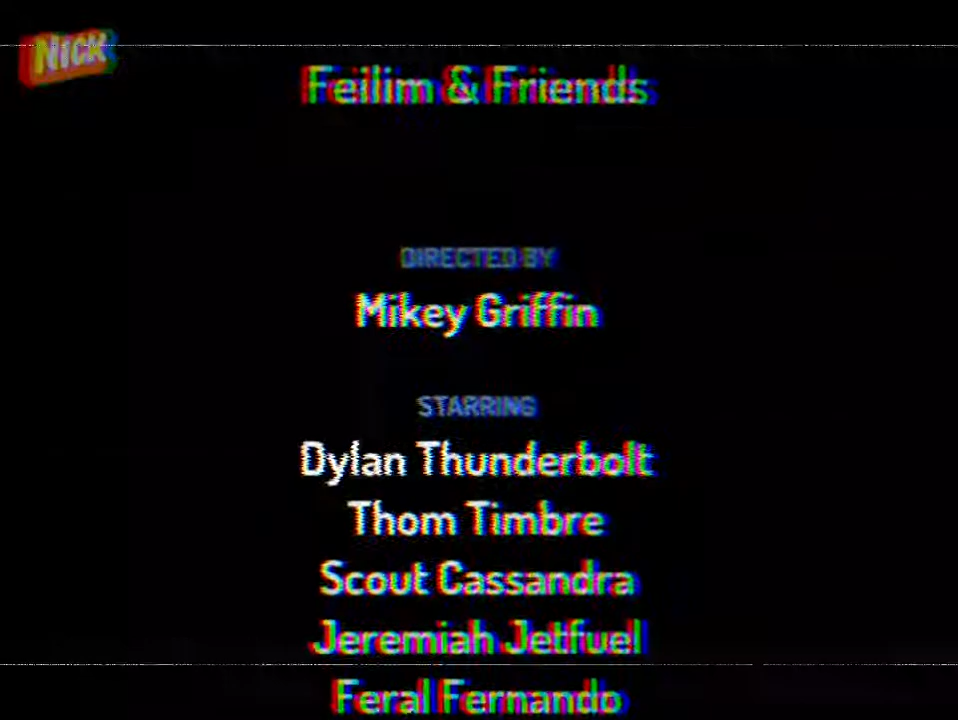 NICK
Feilim & Friends
DIRECTED BY
Mikey Griffin
STARRING
Dylan Thunderbolt
Thom Timbre
Scout Cassandra
Jeremiah Jetfuel
Feral Fernando